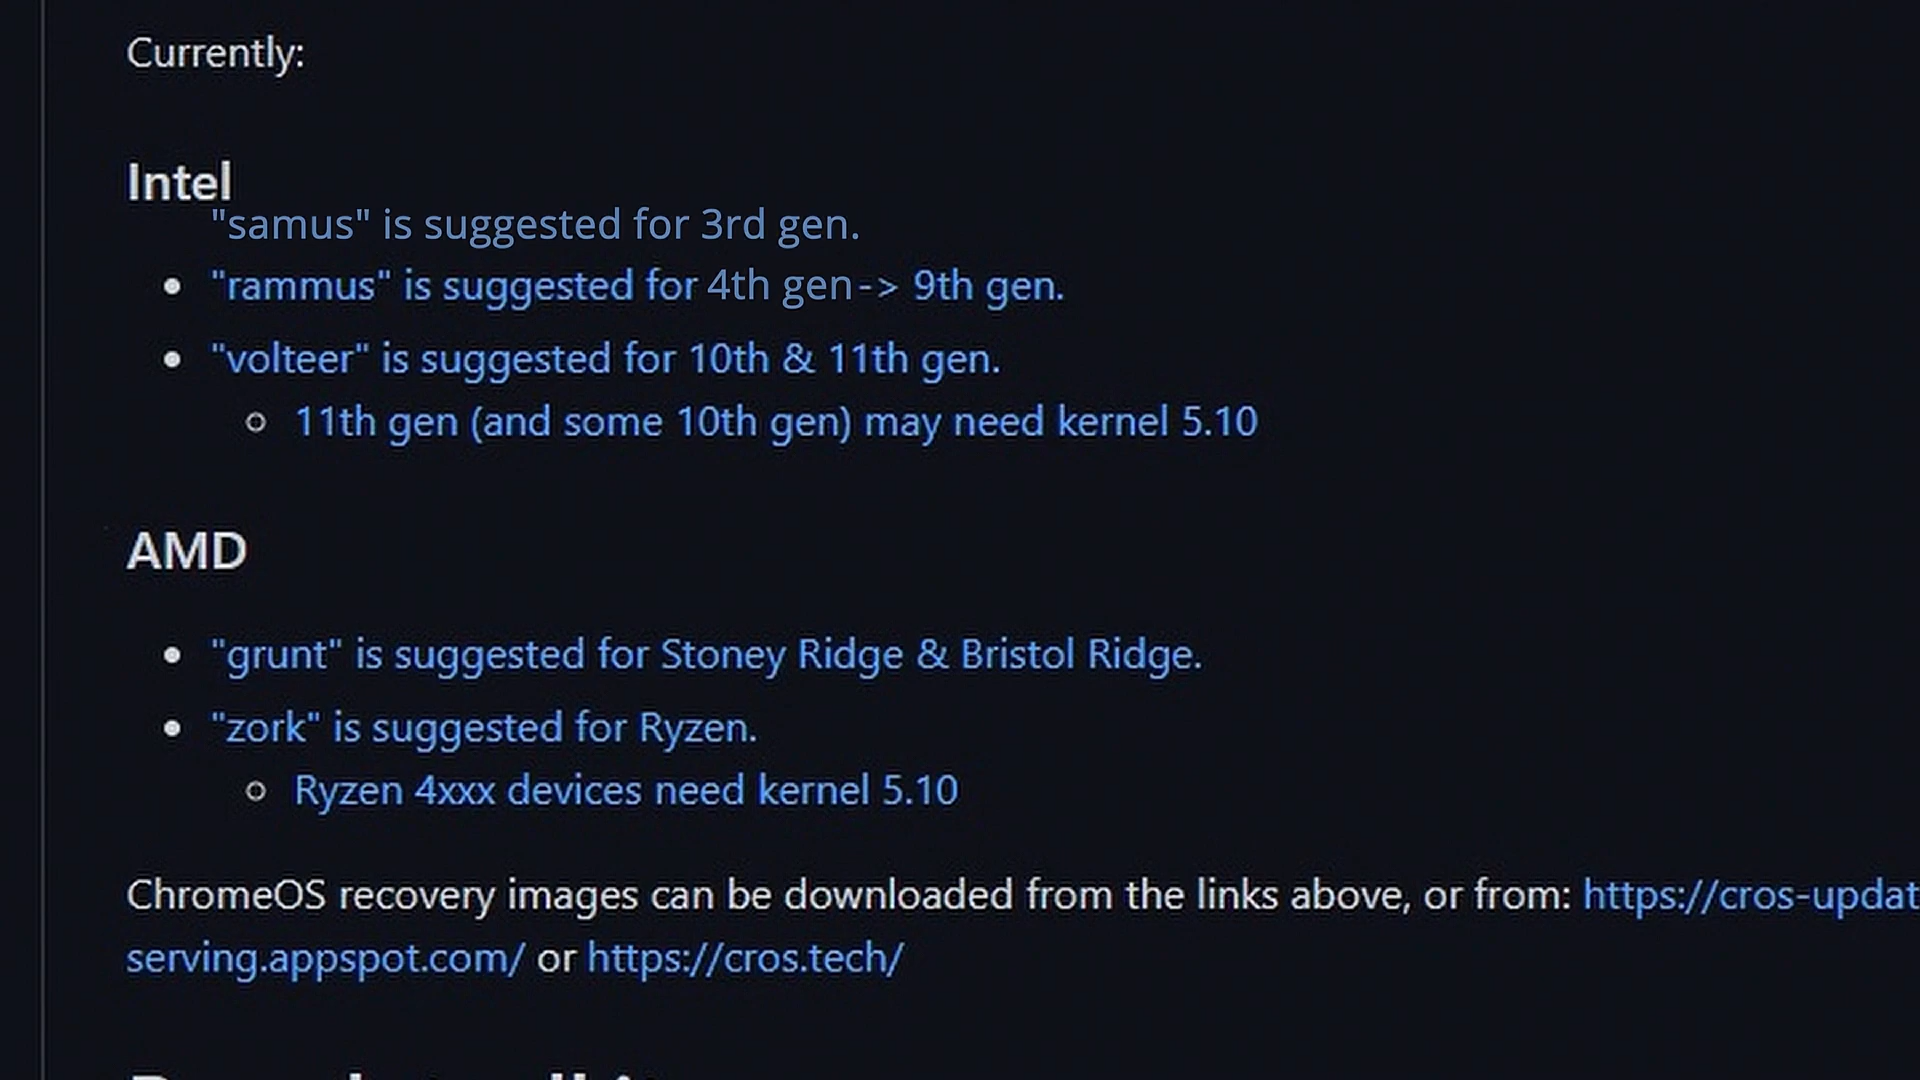 Currently:
Intel
"samus" is suggested for 3rd gen.
"rammus" is suggested for 4th gen-> 9th gen.
"volteer" is suggested for 10th & 11th gen.
11th gen (and some 10th gen) may need kernel 5.10
AMD
"grunt" is suggested for Stoney Ridge & Bristol Ridge.
"zork" is suggested for Ryzen.
Ryzen 4xxx devices need kernel 5.10
ChromeOS recovery images can be downloaded from the links above, or from: https://cros-updat
serving.appspot.com/ or https://cros.tech/